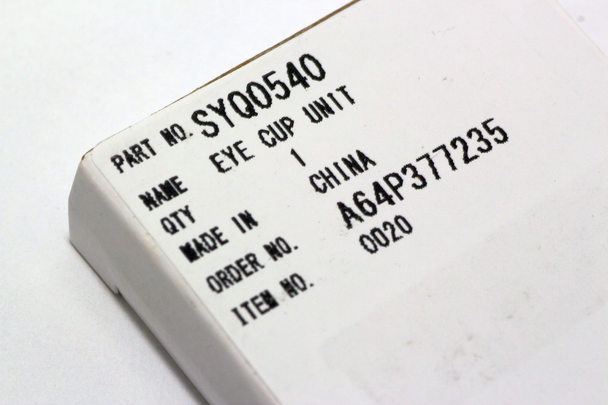 PART NO. SYQ0540
NAME EYE CUP UNIT
QTY 1
MADE IN CHINA
ORDER NO. A64P377235
ITEM NO. 0020